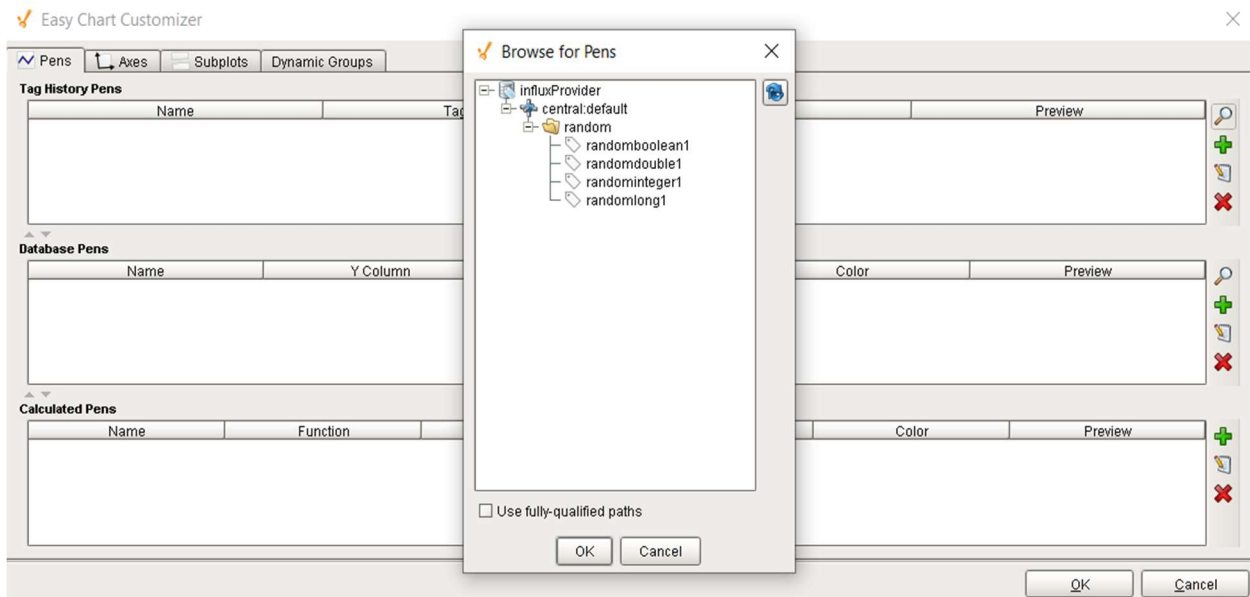 Easy Chart Customizer
Pens Axes Subplots Dynamic Groups
Tag History Pens
Name Preview
Database Pens
Name Y Column Color Preview
Calculated Pens
Name Function Color Preview
OK Cancel
Browse for Pens
influxProvider
central:default
random
randomboolean1
randomdouble1
randominteger1
randomlong1
Use fully-qualified paths
OK Cancel